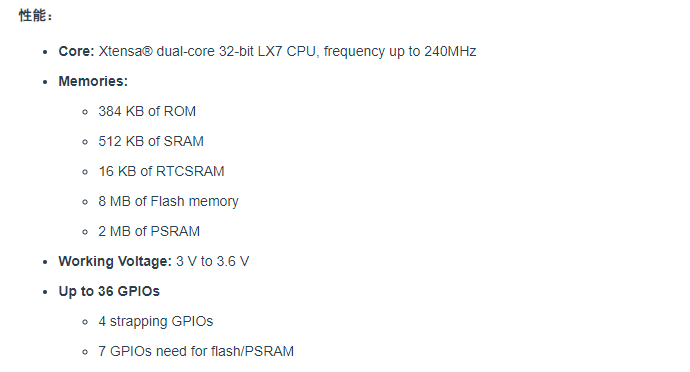 性能：
Core: Xtensa® dual-core 32-bit LX7 CPU, frequency up to 240MHz
Memories:
384 KB of ROM
512 KB of SRAM
16 KB of RTCSRAM
8 MB of Flash memory
2 MB of PSRAM
Working Voltage: 3 V to 3.6 V
Up to 36 GPIOs
4 strapping GPIOs
7 GPIOs need for flash/PSRAM